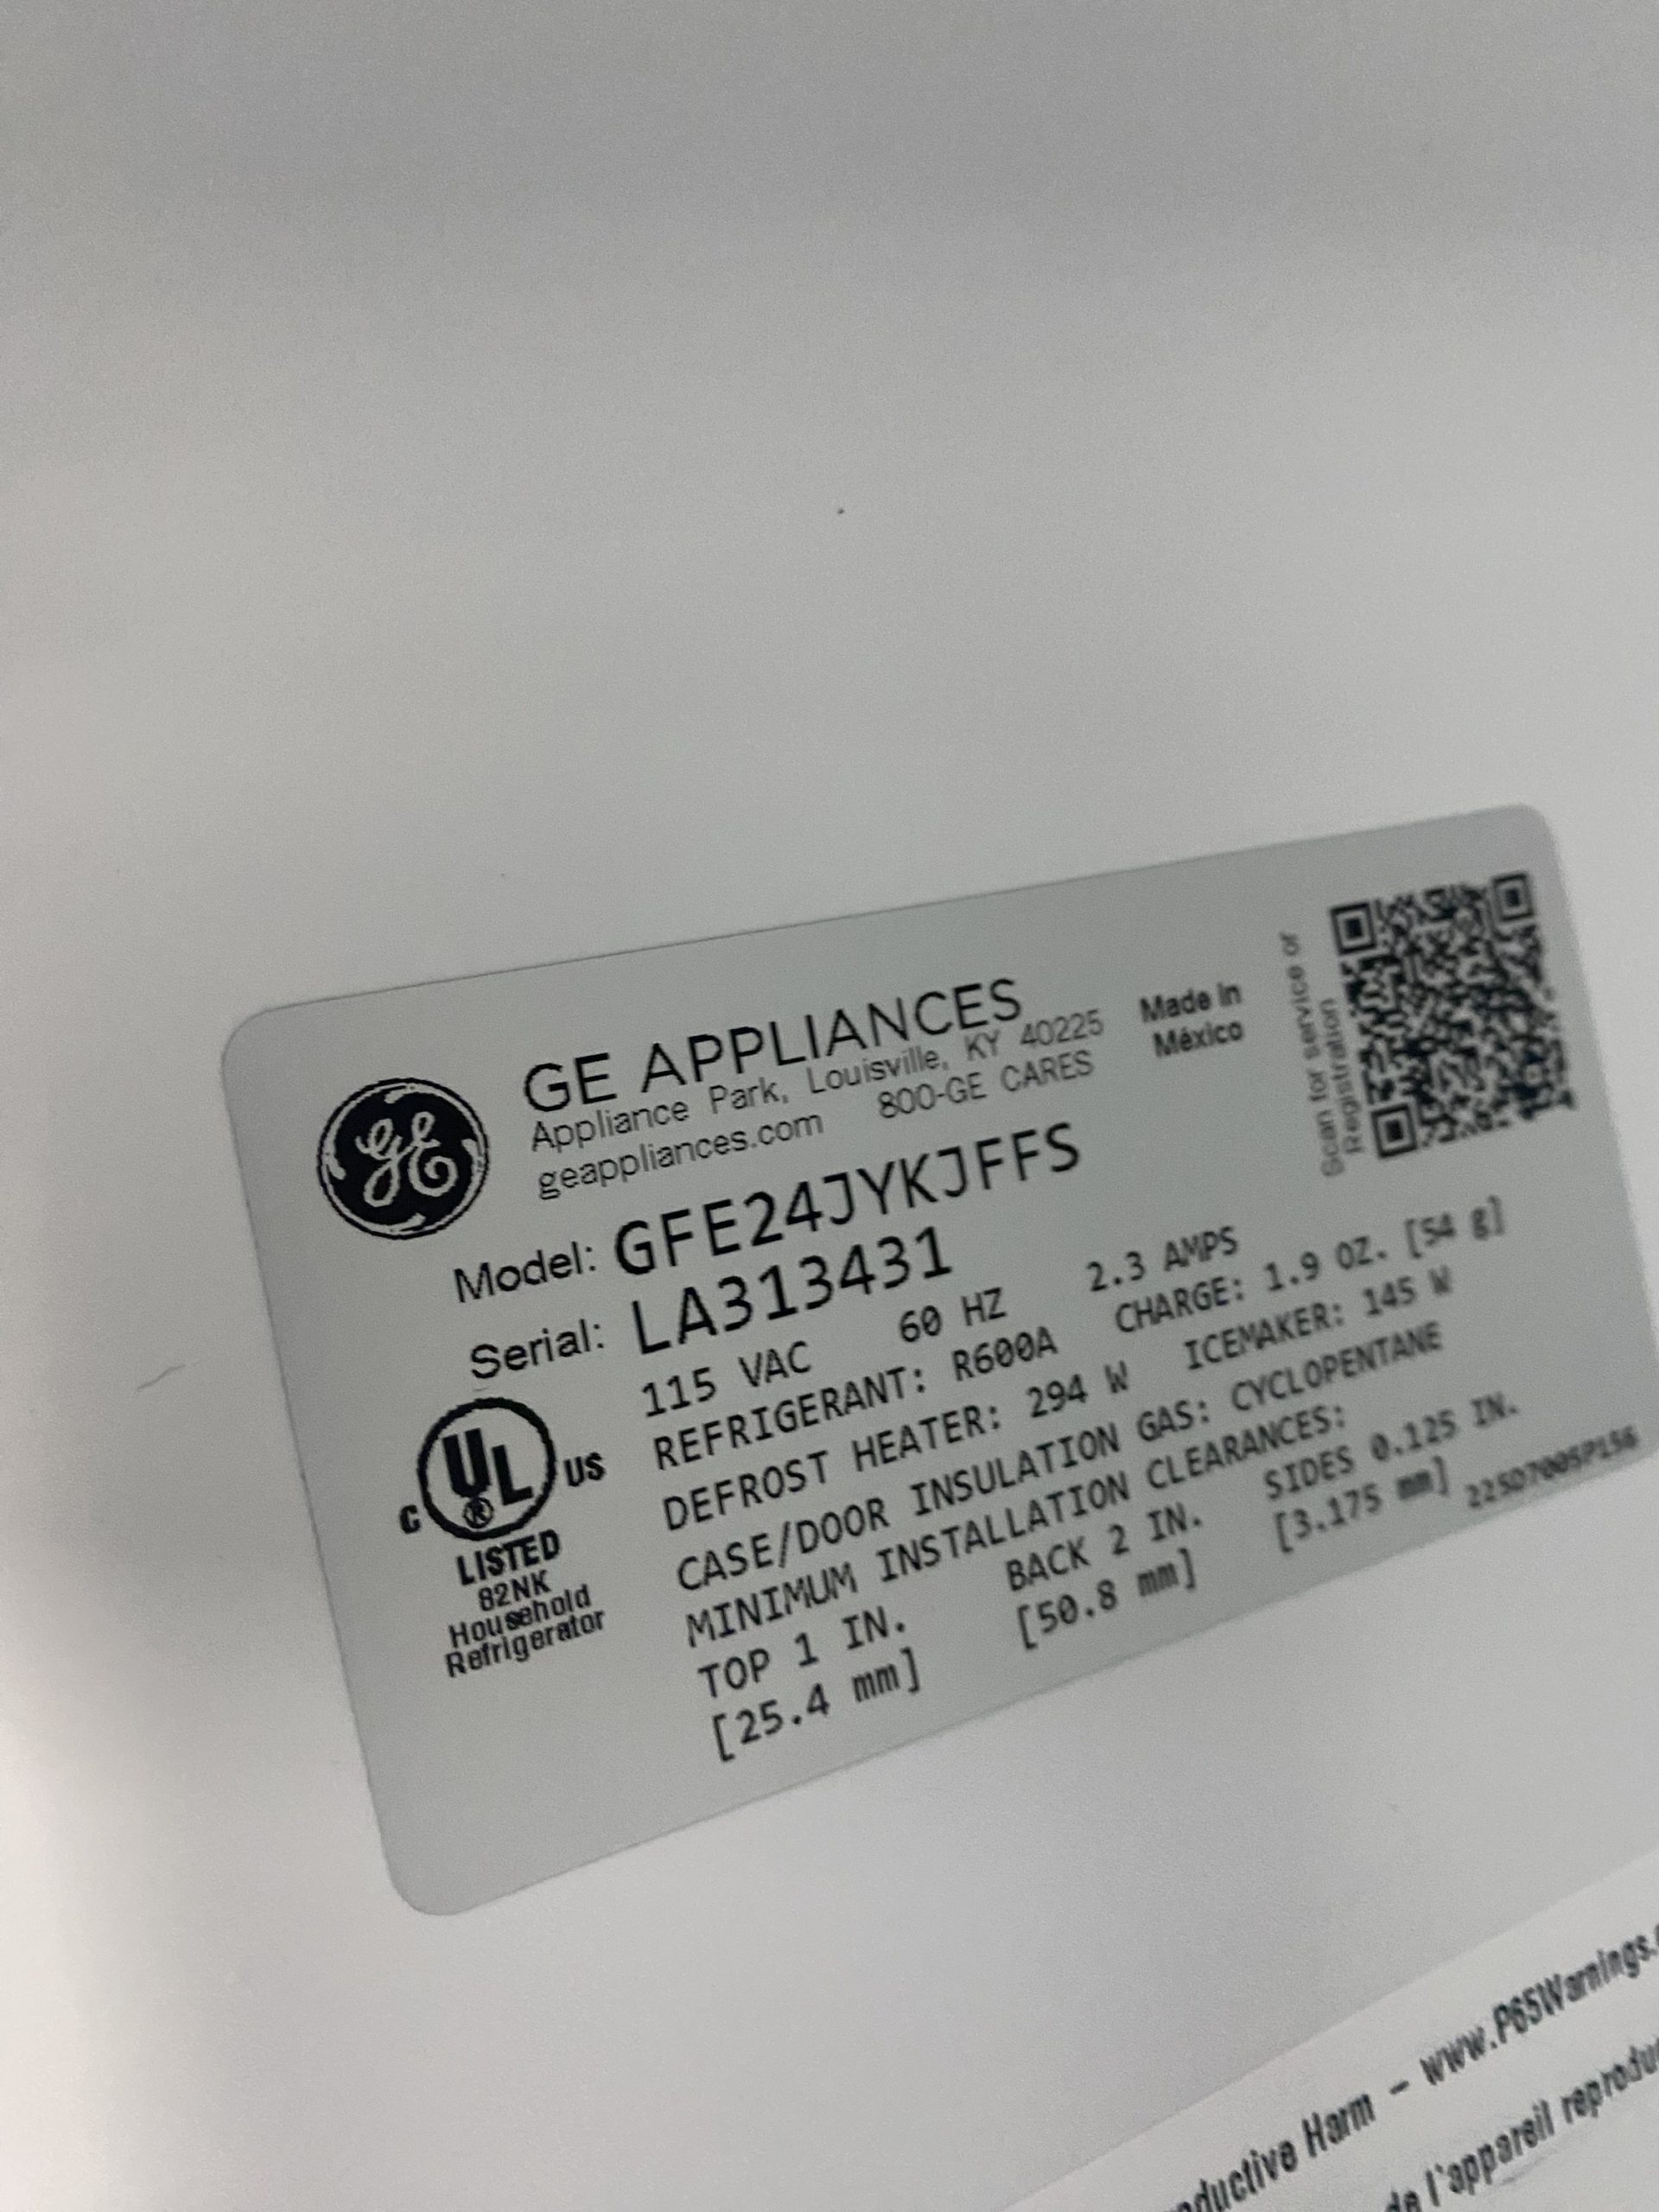 GE
GE APPLIANCES
Appliance Park, Louisville, KY 40225
geappliances.com 800-GE CARES
Made in
México
Scan for service or
Registration
Model: GFE24JYKJFFS
Serial: LA313431
115 VAC 60 HZ 2.3 AMPS
REFRIGERANT: R600A CHARGE: 1.9 OZ. [54 g]
DEFROST HEATER: 294 W ICEMAKER: 145 W
CASE/DOOR INSULATION GAS: CYCLOPENTANE
MINIMUM INSTALLATION CLEARANCES:
TOP 1 IN. BACK 2 IN. SIDES 0.125 IN.
[25.4 mm] [50.8 mm] [3.175 mm]
225D7005P156
C UL ® US
LISTED
82NK
Household
Refrigerator
Harm – www.P65Warnings.
l'appareil